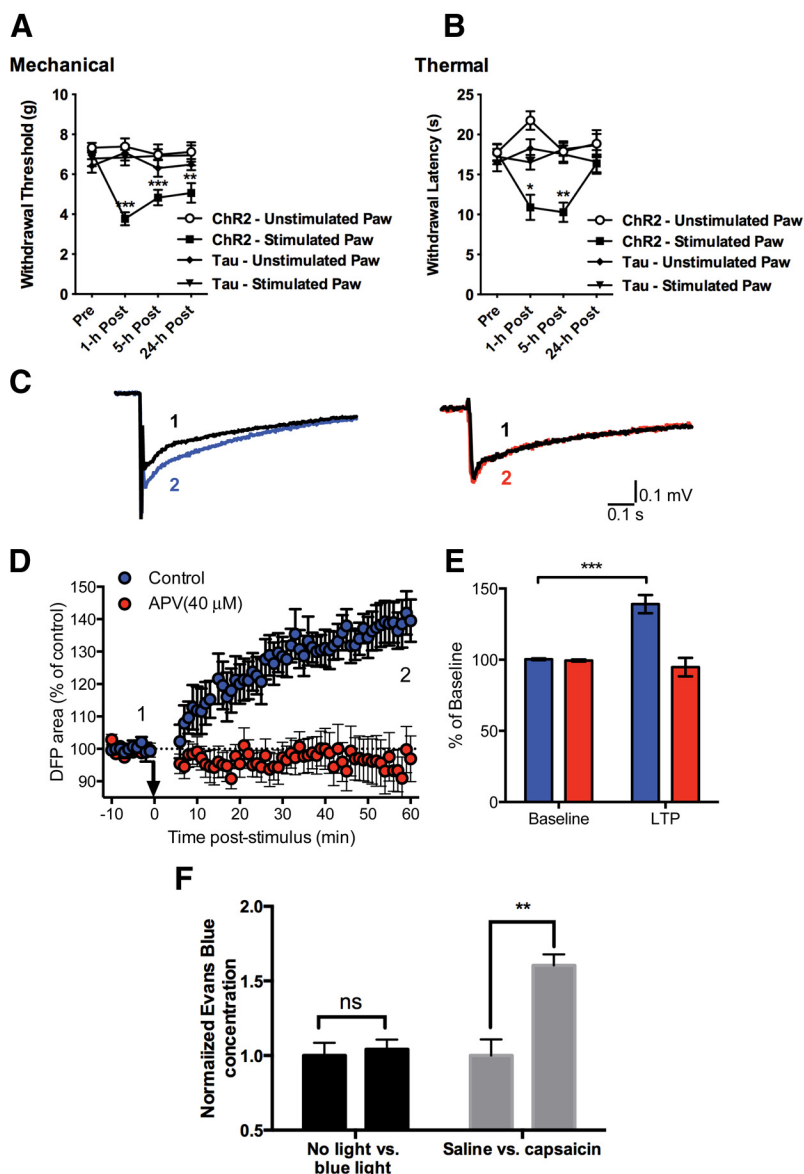 A
Mechanical
Withdrawal Threshold (g)
10
8
6
4
2
0
***
***
**
ChR2 - Unstimulated Paw
ChR2 - Stimulated Paw
Tau - Unstimulated Paw
Tau - Stimulated Paw
Pre
1-h Post
5-h Post
24-h Post
B
Thermal
Withdrawal Latency (s)
25
20
15
10
5
0
*
**
ChR2 - Unstimulated Paw
ChR2 - Stimulated Paw
Tau - Unstimulated Paw
Tau - Stimulated Paw
Pre
1-h Post
5-h Post
24-h Post
C
1
2
1
2
0.1 mV
0.1 s
D
Control
APV(40 μM)
DFP area (% of control)
150
140
130
120
110
100
90
1
2
-10
0
10
20
30
40
50
60
Time post-stimulus (min)
E
% of Baseline
150
100
50
0
***
Baseline
LTP
F
Normalized Evans Blue
concentration
2.0
1.5
1.0
0.5
ns
**
No light vs.
blue light
Saline vs. capsaicin